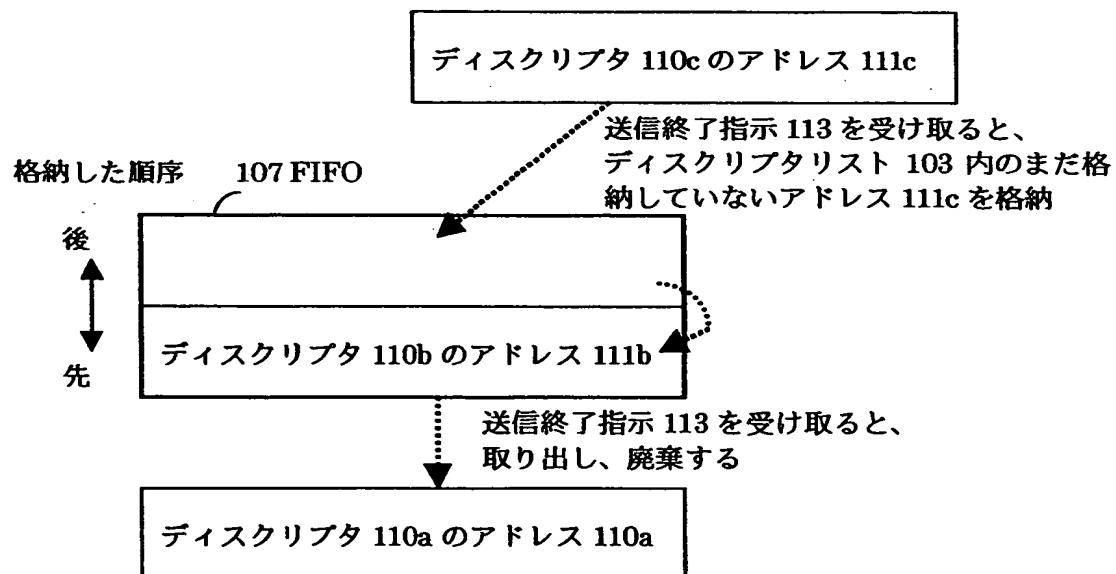 ディスクリプタ 110c のアドレス 111c
送信終了指示 113 を受け取ると、
ディスクリプタリスト 103 内のまだ格
納していないアドレス 111c を格納
格納した順序
107 FIFO
後
先
ディスクリプタ 110b のアドレス 111b
送信終了指示 113 を受け取ると、
取り出し、廃棄する
ディスクリプタ 110a のアドレス 110a